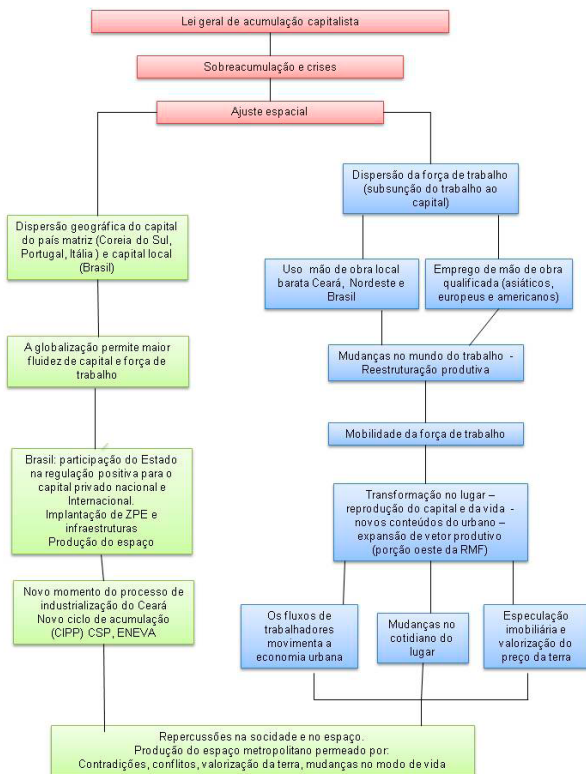 Lei geral de acumulação capitalista
Sobreacumulação e crises
Ajuste espacial
Dispersão geográfica do capital
do país matriz (Coreia do Sul,
Portugal, Itália ) e capital local
(Brasil)
A globalização permite maior
fluidez de capital e força de
trabalho
Brasil: participação do Estado
na regulação positiva para o
capital privado nacional e
Internacional.
Implantação de ZPE e
infraestruturas
Produção do espaço
Novo momento do processo de
industrialização do Ceará
Novo ciclo de acumulação
(CIPP) CSP, ENEVA
Dispersão da força de trabalho
(subsunção do trabalho ao
capital)
Uso mão de obra local
barata Ceará, Nordeste e
Brasil
Emprego de mão de obra
qualificada (asiáticos,
europeus e americanos)
Mudanças no mundo do trabalho -
Reestruturação produtiva
Mobilidade da força de trabalho
Transformação no lugar –
reprodução do capital e da vida -
novos conteúdos do urbano –
expansão de vetor produtivo
(porção oeste da RMF)
Os fluxos de
trabalhadores
movimenta a
economia urbana
Mudanças no
cotidiano do
lugar
Especulação
imobiliária e
valorização do
preço da terra
Repercussões na socidade e no espaço.
Produção do espaço metropolitano permeado por:
Contradições, conflitos, valorização da terra, mudanças no modo de vida